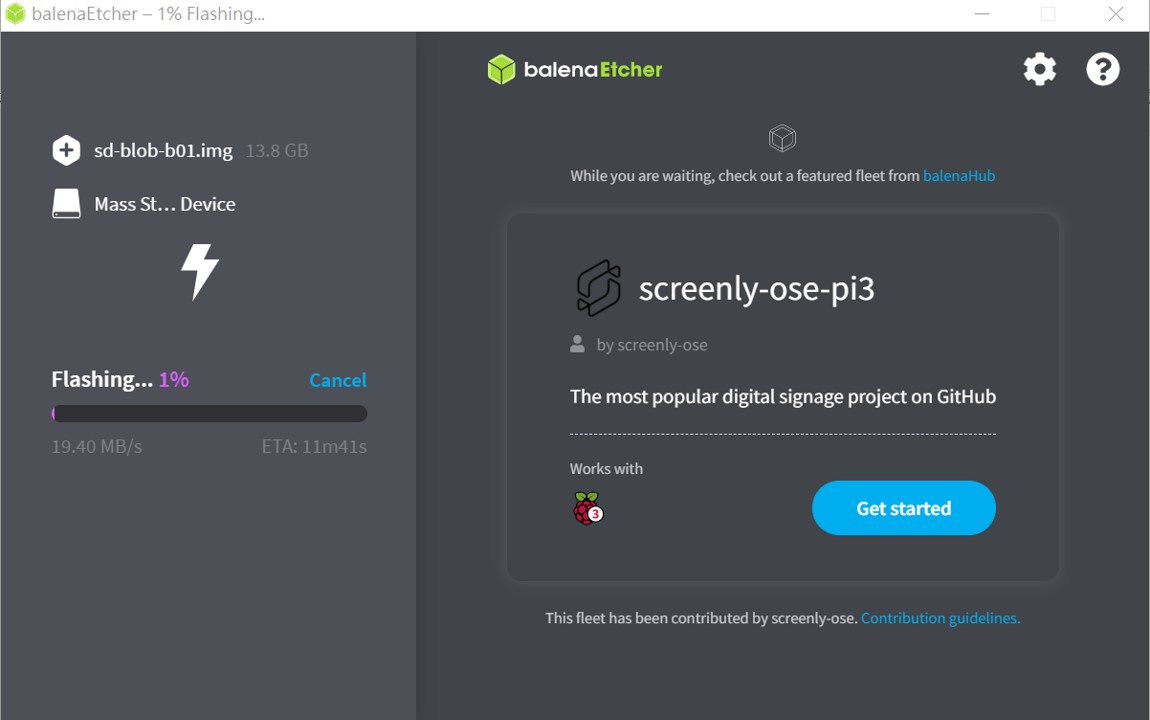 balenaEtcher – 1% Flashing...
balenaEtcher
sd-blob-b01.img 13.8 GB
Mass St... Device
Flashing... 1% Cancel
19.40 MB/s ETA: 11m41s
While you are waiting, check out a featured fleet from balenaHub
screenly-ose-pi3
by screenly-ose
The most popular digital signage project on GitHub
Works with
3
Get started
This fleet has been contributed by screenly-ose. Contribution guidelines.